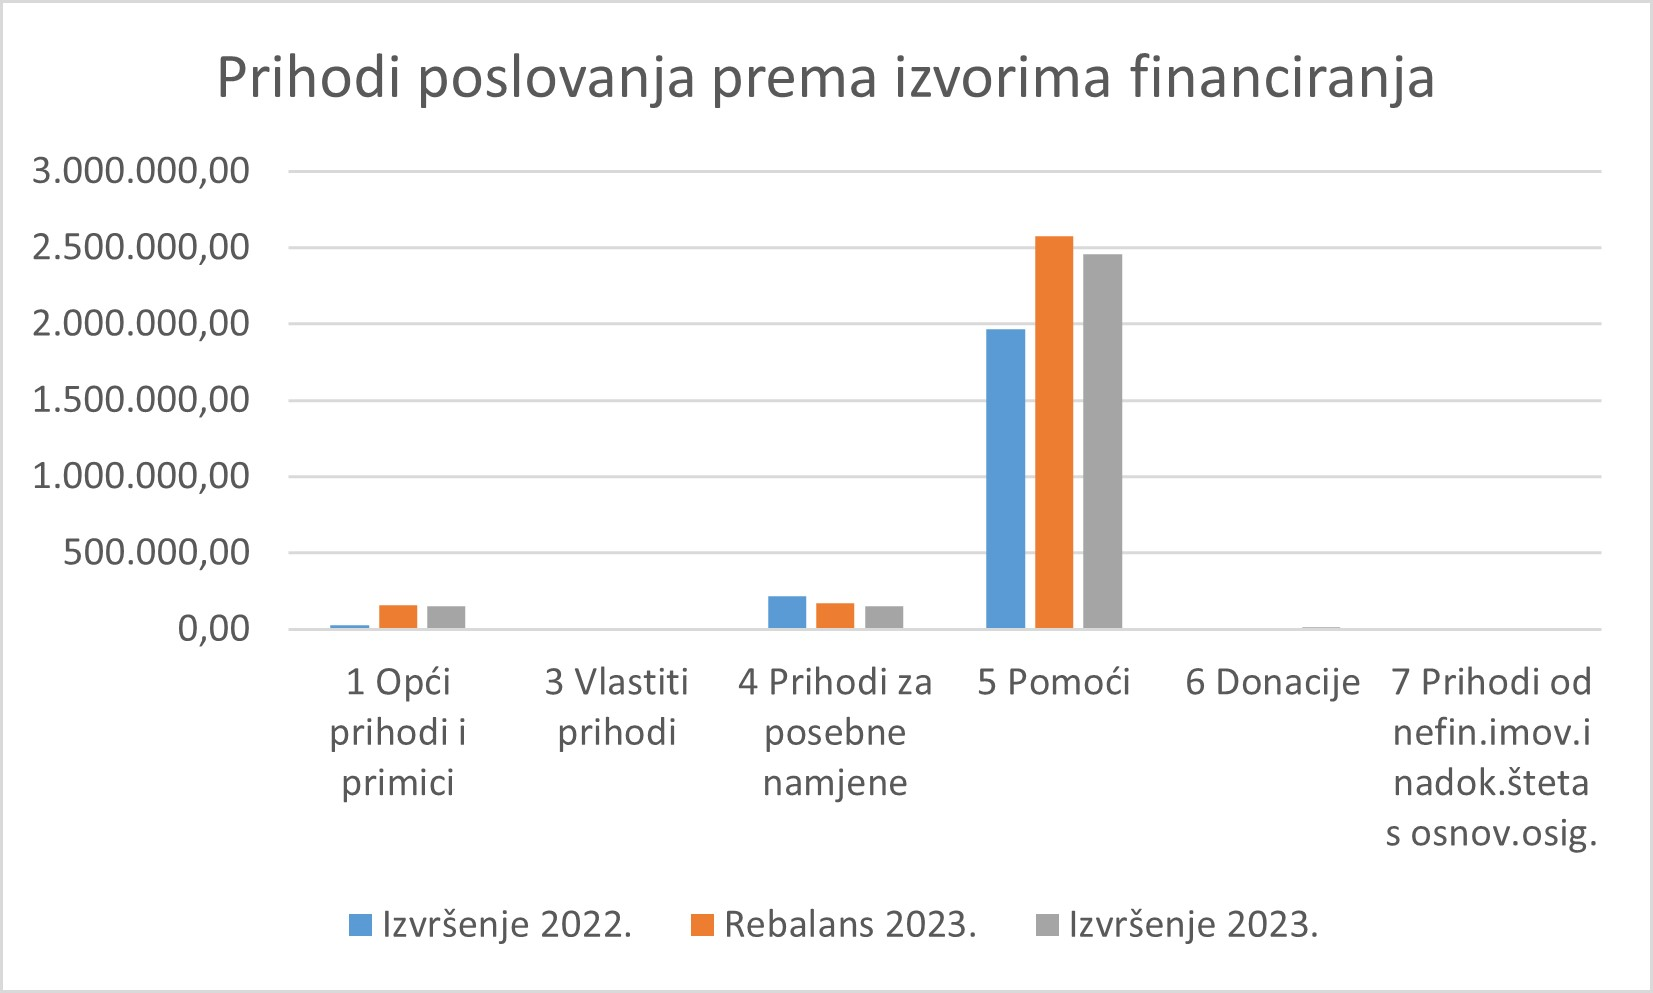 Prihodi poslovanja prema izvorima financiranja
3.000.000,00
2.500.000,00
2.000.000,00
1.500.000,00
1.000.000,00
500.000,00
0,00
1 Opći
prihodi i
primici
3 Vlastiti
prihodi
4 Prihodi za
posebne
namjene
5 Pomoći
6 Donacije
7 Prihodi od
nefin.imov.i
nadok.šteta
s osnov.osig.
Izvršenje 2022.
Rebalans 2023.
Izvršenje 2023.